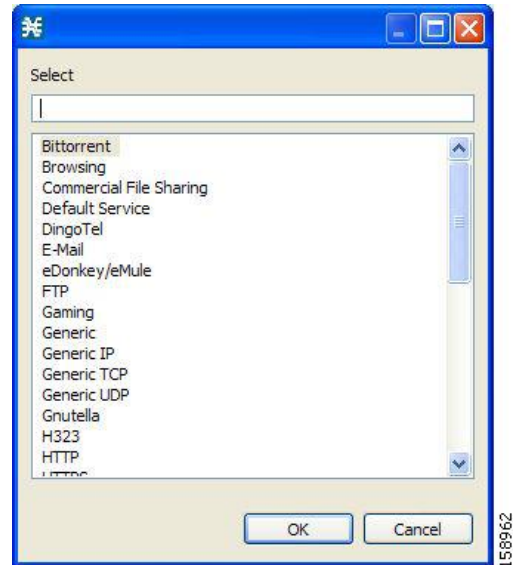 Select
Bittorrent
Browsing
Commercial File Sharing
Default Service
DingoTel
E-Mail
eDonkey/eMule
FTP
Gaming
Generic
Generic IP
Generic TCP
Generic UDP
Gnutella
H323
HTTP
HTTPS
OK Cancel
158962